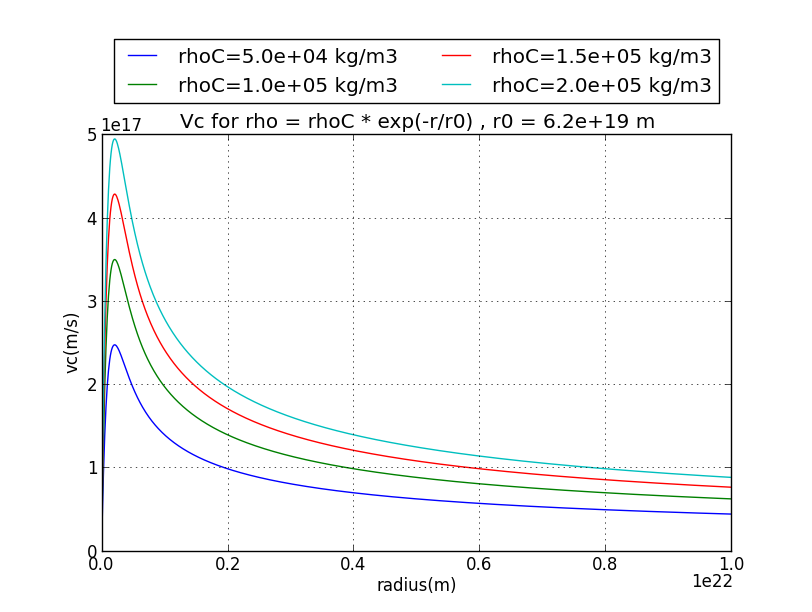 rhoC=5.0e+04 kg/m3 rhoC=1.5e+05 kg/m3
rhoC=1.0e+05 kg/m3 rhoC=2.0e+05 kg/m3
1e17 Vc for rho = rhoC * exp(-r/r0) , r0 = 6.2e+19 m
5
4
3
vc(m/s)
2
1
0
0.0 0.2 0.4 0.6 0.8 1.0
radius(m) 1e22